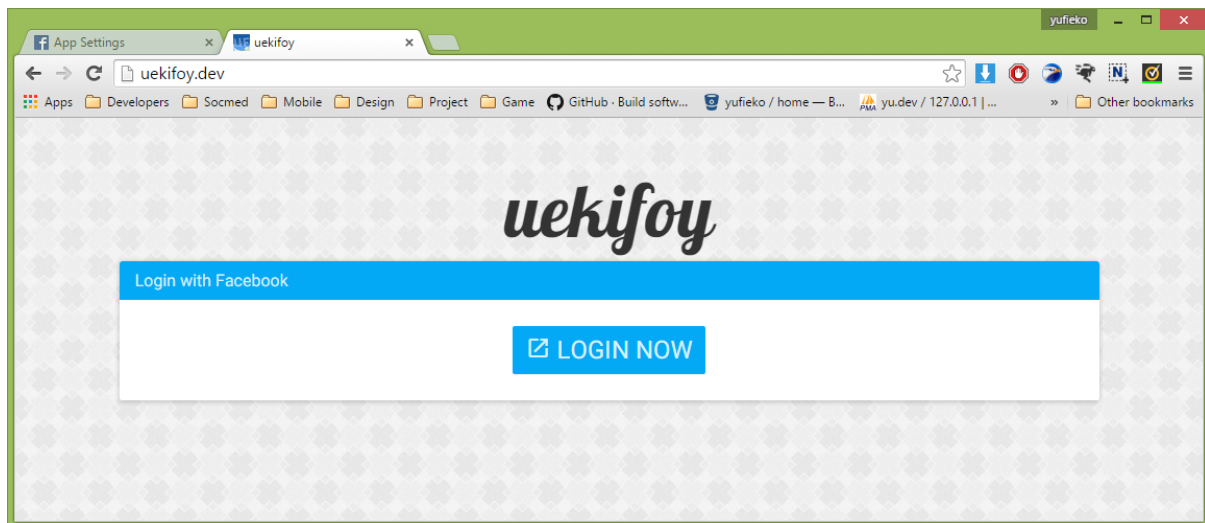 yufieko
App Settings
uekifoy
uekifoy.dev
Apps Developers Socmed Mobile Design Project Game GitHub · Build softw... yufieko / home — B... yu.dev / 127.0.0.1 | ... » Other bookmarks
uekifoy
Login with Facebook
LOGIN NOW